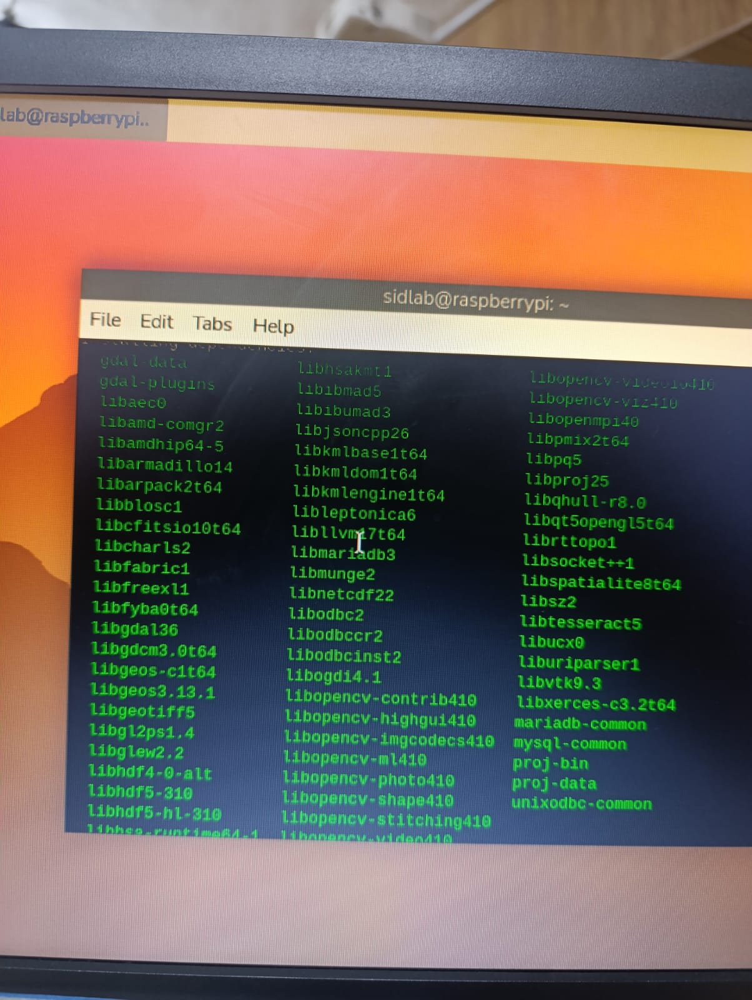 lab@raspberrypi..
sidlab@raspberrypi: ~
File Edit Tabs Help
gdal-data
gdal-plugins
libaec0
libamd-comgr2
libamdhip64-5
libarmadillo14
libarpack2t64
libblosc1
libcfitsio10t64
libcharls2
libfabric1
libfreexl1
libfyba0t64
libgdal36
libgdcm3.0t64
libgeos-c1t64
libgeos3.13.1
libgeotiff5
libgl2ps1.4
libglew2.2
libhdf4-0-alt
libhdf5-310
libhdf5-hl-310
libhsa-runtime64-1
libhsakmt1
libibmad5
libibumad3
libjsoncpp26
libkmlbase1t64
libkmldom1t64
libkmlengine1t64
libleptonica6
libllvm17t64
libmariadb3
libmunge2
libnetcdf22
libodbc2
libodbccr2
libodbcinst2
libogdi4.1
libopencv-contrib410
libopencv-highgui410
libopencv-imgcodecs410
libopencv-ml410
libopencv-photo410
libopencv-shape410
libopencv-stitching410
libopencv-video410
libopencv-videoio410
libopencv-viz410
libopenmpi40
libpmix2t64
libpq5
libproj25
libqhull-r8.0
libqt5opengl5t64
librttopo1
libsocket++1
libspatialite8t64
libsz2
libtesseract5
libucx0
liburiparser1
libvtk9.3
libxerces-c3.2t64
mariadb-common
mysql-common
proj-bin
proj-data
unixodbc-common